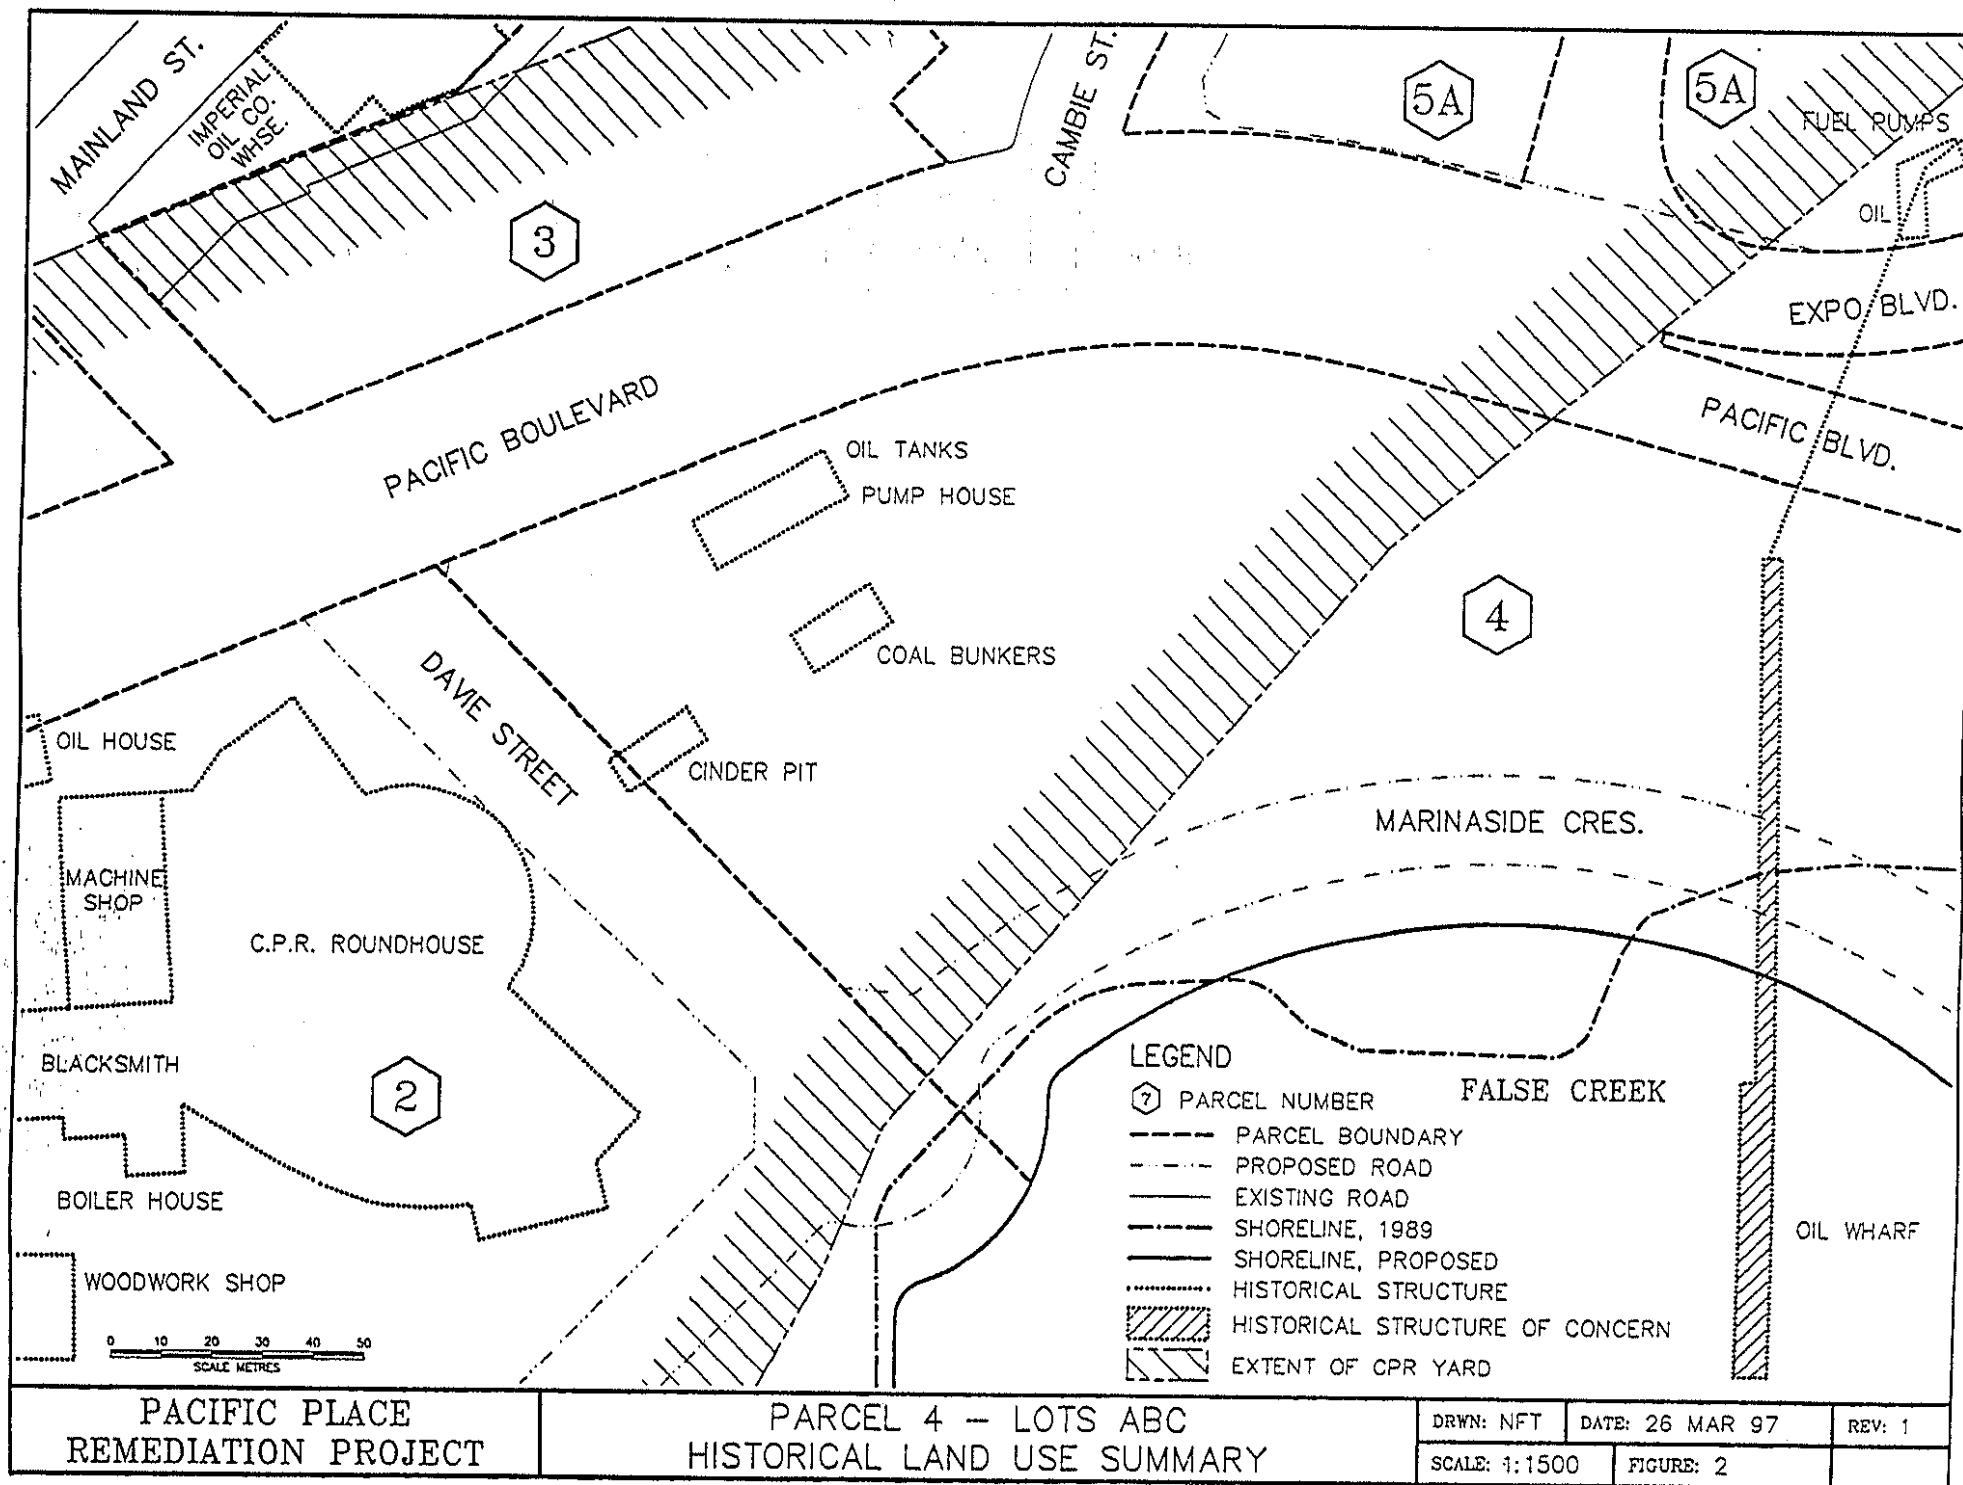 MAINLAND ST.
IMPERIAL
OIL CO.
WHSE.
CAMBIE ST.
5A
5A
FUEL PUMPS
3
OIL
EXPO BLVD.
PACIFIC BOULEVARD
PACIFIC BLVD.
OIL TANKS
PUMP HOUSE
4
COAL BUNKERS
DAVIE STREET
OIL HOUSE
CINDER PIT
MARINASIDE CRES.
MACHINE
SHOP
C.P.R. ROUNDHOUSE
BLACKSMITH
2
BOILER HOUSE
WOODWORK SHOP
LEGEND
FALSE CREEK
? PARCEL NUMBER
PARCEL BOUNDARY
PROPOSED ROAD
EXISTING ROAD
SHORELINE, 1989
SHORELINE, PROPOSED
HISTORICAL STRUCTURE
HISTORICAL STRUCTURE OF CONCERN
EXTENT OF CPR YARD
OIL WHARF
0 10 20 30 40 50
SCALE METRES
PACIFIC PLACE
REMEDIATION PROJECT
PARCEL 4 – LOTS ABC
HISTORICAL LAND USE SUMMARY
DRWN: NFT
DATE: 26 MAR 97
REV: 1
SCALE: 1:1500
FIGURE: 2